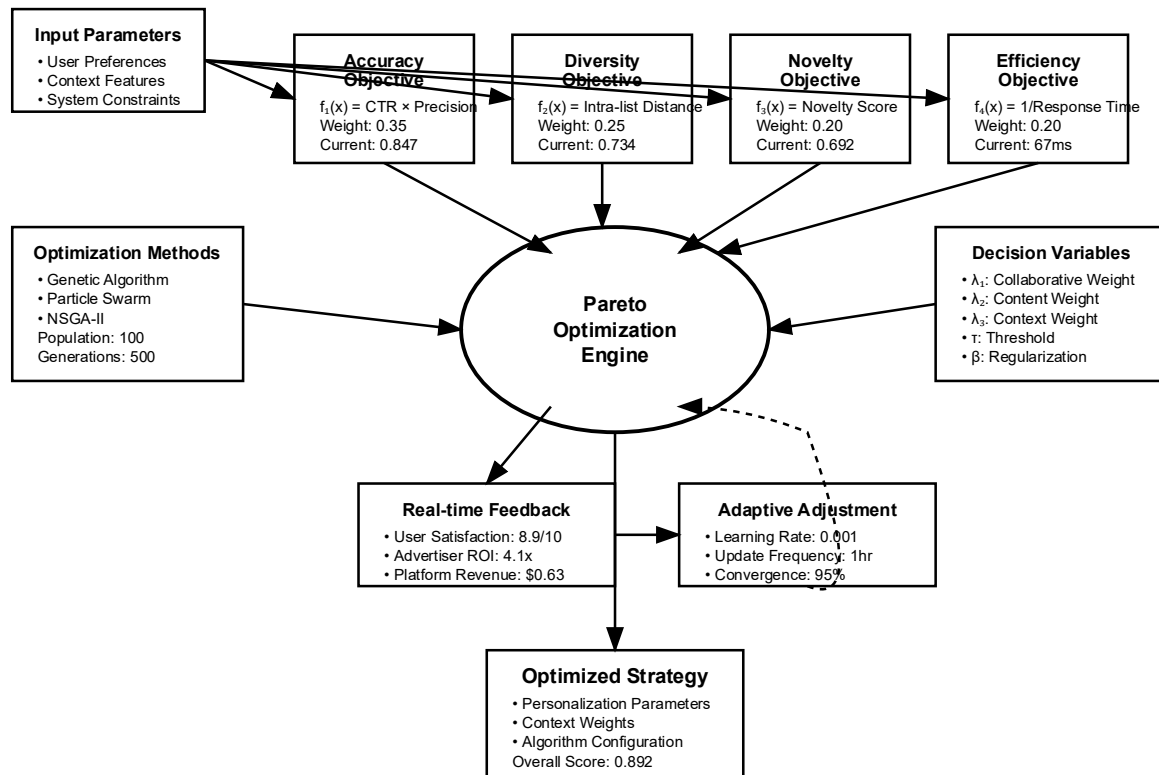 Input Parameters
• User Preferences
• Context Features
• System Constraints
Accuracy
Objective
f₁(x) = CTR × Precision
Weight: 0.35
Current: 0.847
Diversity
Objective
f₂(x) = Intra-list Distance
Weight: 0.25
Current: 0.734
Novelty
Objective
f₃(x) = Novelty Score
Weight: 0.20
Current: 0.692
Efficiency
Objective
f₄(x) = 1/Response Time
Weight: 0.20
Current: 67ms
Optimization Methods
• Genetic Algorithm
• Particle Swarm
• NSGA-II
Population: 100
Generations: 500
Pareto
Optimization
Engine
Decision Variables
• λ₁: Collaborative Weight
• λ₂: Content Weight
• λ₃: Context Weight
• τ: Threshold
• β: Regularization
Real-time Feedback
• User Satisfaction: 8.9/10
• Advertiser ROI: 4.1x
• Platform Revenue: $0.63
Adaptive Adjustment
• Learning Rate: 0.001
• Update Frequency: 1hr
• Convergence: 95%
Optimized Strategy
• Personalization Parameters
• Context Weights
• Algorithm Configuration
Overall Score: 0.892